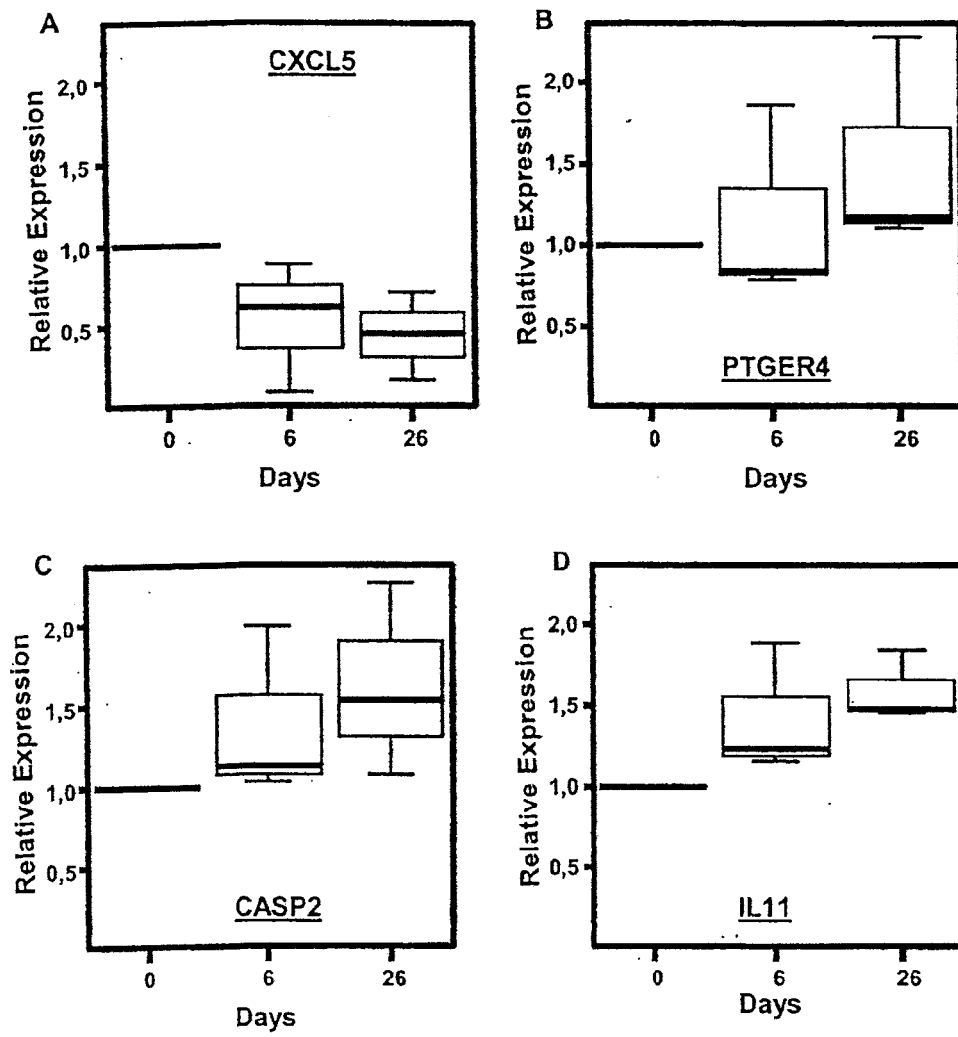 A
CXCL5
Relative Expression
2,0
1,5
1,0
0,5
0 6 26
Days
B
PTGER4
Relative Expression
2,0
1,5
1,0
0,5
0 6 26
Days
C
CASP2
Relative Expression
2,0
1,5
1,0
0,5
0 6 26
Days
D
IL11
Relative Expression
2,0
1,5
1,0
0,5
0 6 26
Days